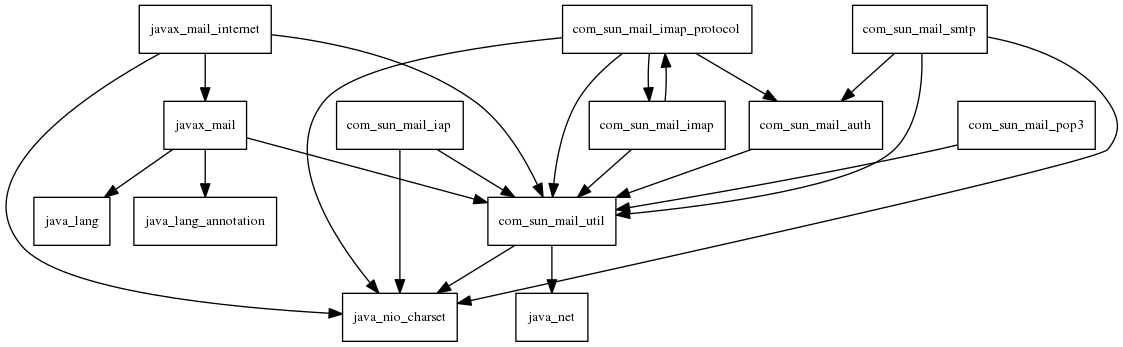 javax_mail_internet
com_sun_mail_imap_protocol
com_sun_mail_smtp
javax_mail
com_sun_mail_iap
com_sun_mail_imap
com_sun_mail_auth
com_sun_mail_pop3
java_lang
java_lang_annotation
com_sun_mail_util
java_nio_charset
java_net